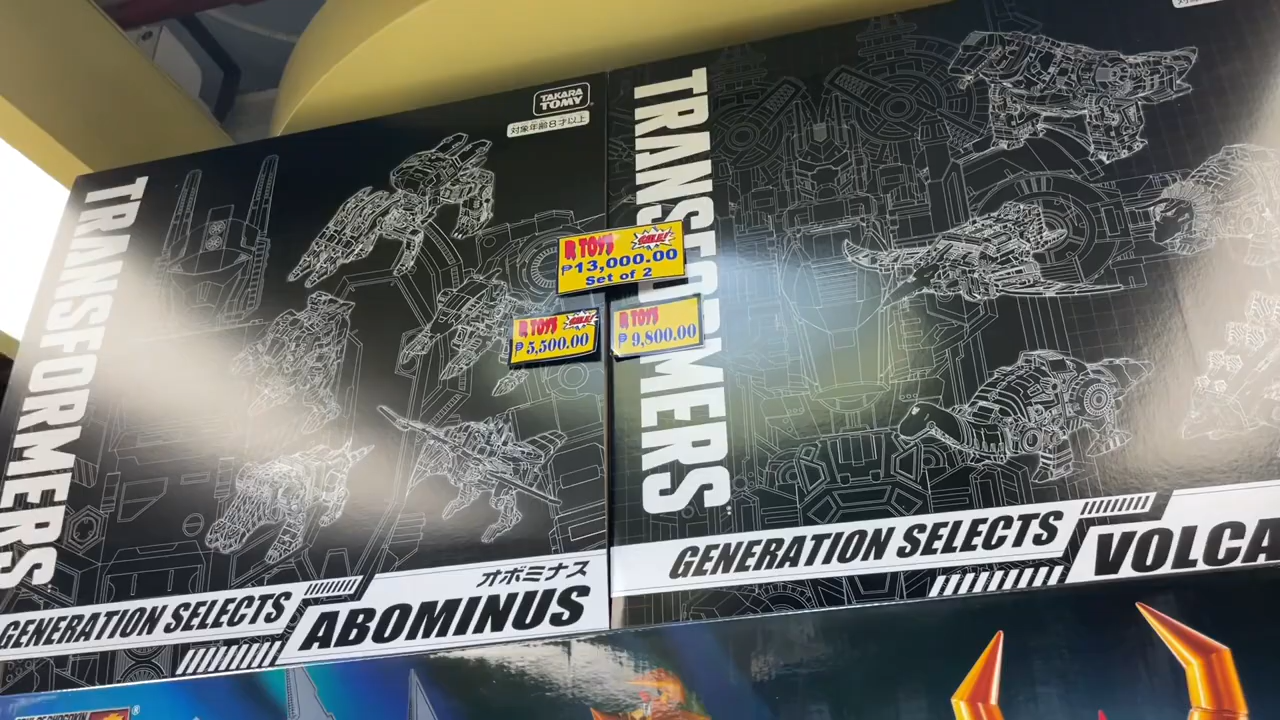 TAKARA
TOMY
対象年齢8才以上
TRANSFORMERS
R TOYS SALE!
₱13,000.00
Set of 2
R TOYS SALE!
₱5,500.00
R TOYS
₱9,800.00
GENERATION SELECTS
オボミナス
ABOMINUS
TRANSFORMERS
GENERATION SELECTS
VOLCA